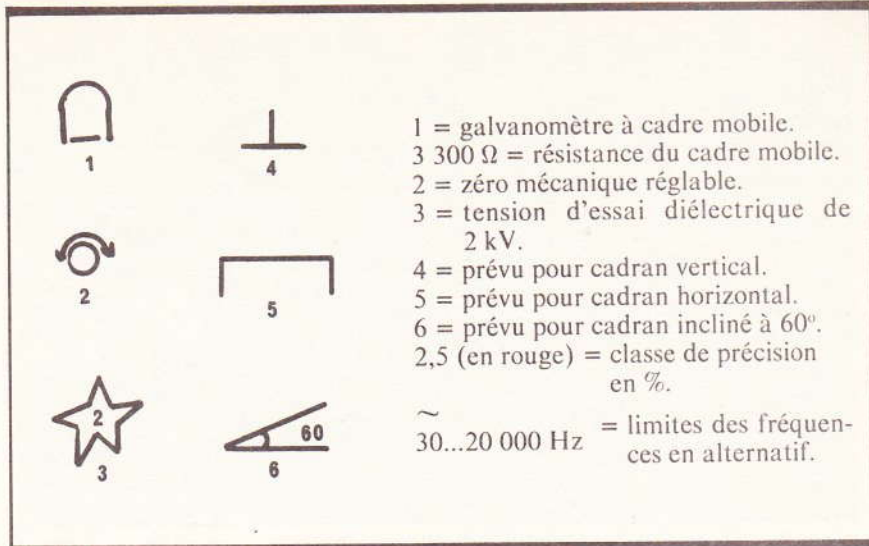 1
4
2
5
2
3
60
6
1 = galvanomètre à cadre mobile.
3 300 Ω = résistance du cadre mobile.
2 = zéro mécanique réglable.
3 = tension d'essai diélectrique de
2 kV.
4 = prévu pour cadran vertical.
5 = prévu pour cadran horizontal.
6 = prévu pour cadran incliné à 60°.
2,5 (en rouge) = classe de précision
en %.
~
30...20 000 Hz = limites des fréquen-
ces en alternatif.